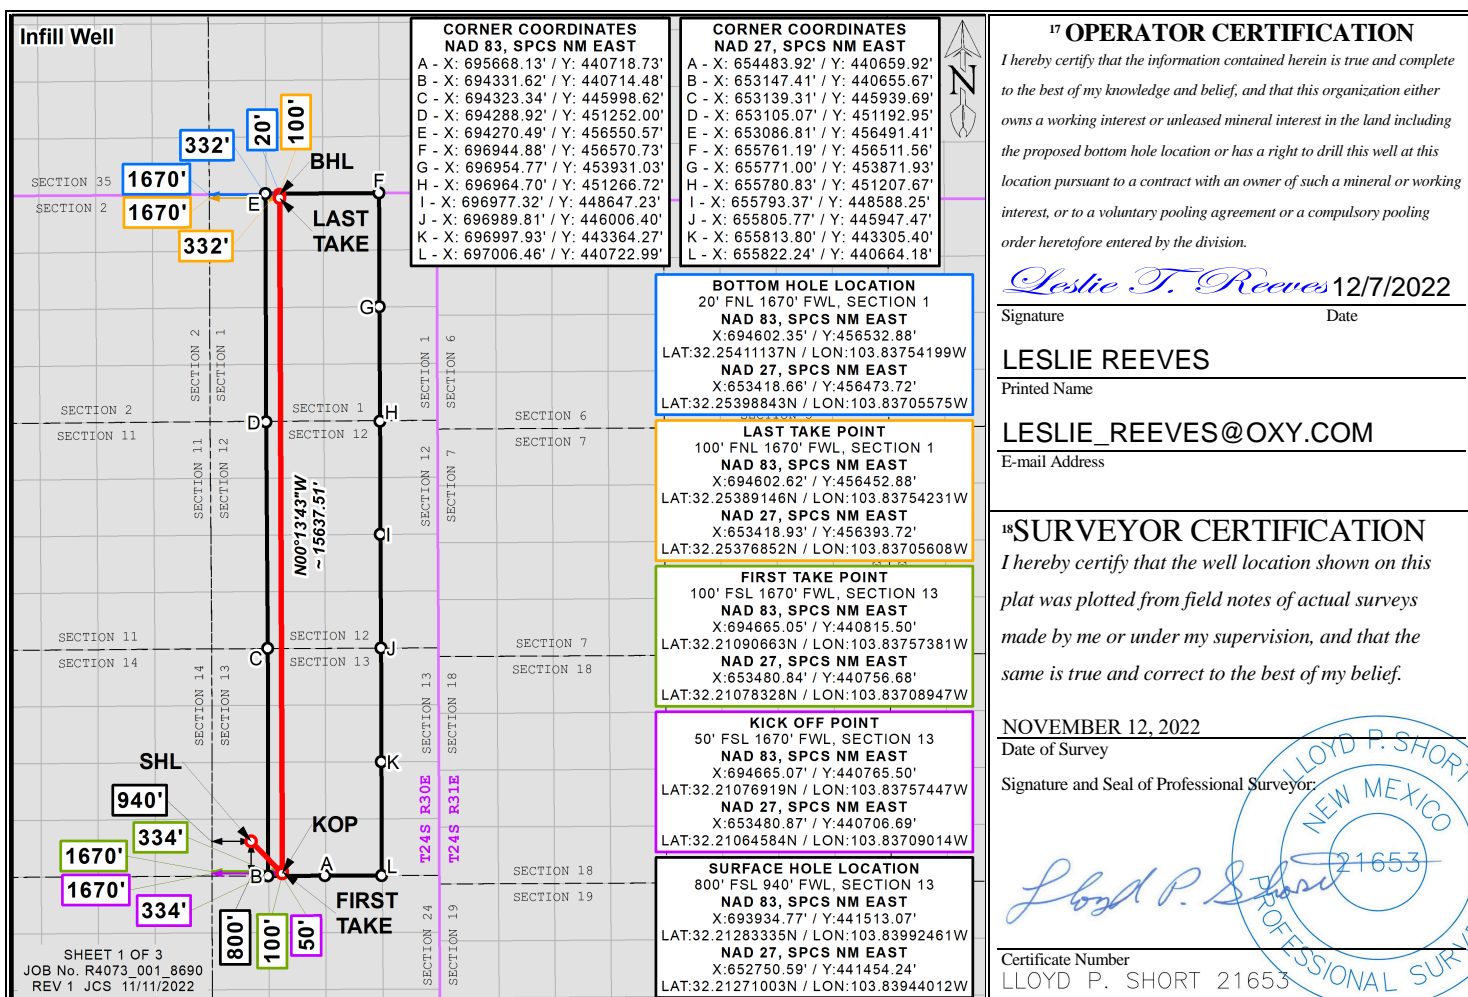 Infill Well
CORNER COORDINATES
NAD 83, SPCS NM EAST
A - X: 695668.13' / Y: 440718.73'
B - X: 694331.62' / Y: 440714.48'
C - X: 694323.34' / Y: 445998.62'
D - X: 694288.92' / Y: 451252.00'
E - X: 694270.49' / Y: 456550.57'
F - X: 696944.88' / Y: 456570.73'
G - X: 696954.77' / Y: 453931.03'
H - X: 696964.70' / Y: 451266.72'
I - X: 696977.32' / Y: 448647.23'
J - X: 696989.81' / Y: 446006.40'
K - X: 696997.93' / Y: 443364.27'
L - X: 697006.46' / Y: 440722.99'
CORNER COORDINATES
NAD 27, SPCS NM EAST
A - X: 654483.92' / Y: 440659.92'
B - X: 653147.41' / Y: 440655.67'
C - X: 653139.31' / Y: 445939.69'
D - X: 653105.07' / Y: 451192.95'
E - X: 653086.81' / Y: 456491.41'
F - X: 655761.19' / Y: 456511.56'
G - X: 655771.00' / Y: 453871.93'
H - X: 655780.83' / Y: 451207.67'
I - X: 655793.37' / Y: 448588.25'
J - X: 655805.77' / Y: 445947.47'
K - X: 655813.80' / Y: 443305.40'
L - X: 655822.24' / Y: 440664.18'
N
332'
20'
100'
BHL
1670'
SECTION 35
SECTION 2
1670'
332'
E
F
LAST
TAKE
G
SECTION 2
SECTION 1
SECTION 1
SECTION 6
SECTION 2
SECTION 11
D
SECTION 1
SECTION 12
H
SECTION 6
SECTION 7
SECTION 11
SECTION 12
SECTION 12
SECTION 7
N00°13'43"W
~ 15637.51'
I
SECTION 11
SECTION 14
C
SECTION 12
SECTION 13
J
SECTION 7
SECTION 18
SECTION 14
SECTION 13
SECTION 13
SECTION 18
SHL
K
T24S R30E
T24S R31E
940'
334'
KOP
1670'
1670'
B
A
L
SECTION 18
SECTION 19
334'
800'
100'
50'
FIRST
TAKE
SECTION 24
SECTION 19
SHEET 1 OF 3
JOB No. R4073_001_8690
REV 1 JCS 11/11/2022
BOTTOM HOLE LOCATION
20' FNL 1670' FWL, SECTION 1
NAD 83, SPCS NM EAST
X:694602.35' / Y:456532.88'
LAT:32.25411137N / LON:103.83754199W
NAD 27, SPCS NM EAST
X:653418.66' / Y:456473.72'
LAT:32.25398843N / LON:103.83705575W
LAST TAKE POINT
100' FNL 1670' FWL, SECTION 1
NAD 83, SPCS NM EAST
X:694602.62' / Y:456452.88'
LAT:32.25389146N / LON:103.83754231W
NAD 27, SPCS NM EAST
X:653418.93' / Y:456393.72'
LAT:32.25376852N / LON:103.83705608W
FIRST TAKE POINT
100' FSL 1670' FWL, SECTION 13
NAD 83, SPCS NM EAST
X:694665.05' / Y:440815.50'
LAT:32.21090663N / LON:103.83757381W
NAD 27, SPCS NM EAST
X:653480.84' / Y:440756.68'
LAT:32.21078328N / LON:103.83708947W
KICK OFF POINT
50' FSL 1670' FWL, SECTION 13
NAD 83, SPCS NM EAST
X:694665.07' / Y:440765.50'
LAT:32.21076919N / LON:103.83757447W
NAD 27, SPCS NM EAST
X:653480.87' / Y:440706.69'
LAT:32.21064584N / LON:103.83709014W
SURFACE HOLE LOCATION
800' FSL 940' FWL, SECTION 13
NAD 83, SPCS NM EAST
X:693934.77' / Y:441513.07'
LAT:32.21283335N / LON:103.83992461W
NAD 27, SPCS NM EAST
X:652750.59' / Y:441454.24'
LAT:32.21271003N / LON:103.83944012W
17 OPERATOR CERTIFICATION
I hereby certify that the information contained herein is true and complete
to the best of my knowledge and belief, and that this organization either
owns a working interest or unleased mineral interest in the land including
the proposed bottom hole location or has a right to drill this well at this
location pursuant to a contract with an owner of such a mineral or working
interest, or to a voluntary pooling agreement or a compulsory pooling
order heretofore entered by the division.
Leslie T. Reeves 12/7/2022
Signature Date
LESLIE REEVES
Printed Name
LESLIE_REEVES@OXY.COM
E-mail Address
18 SURVEYOR CERTIFICATION
I hereby certify that the well location shown on this
plat was plotted from field notes of actual surveys
made by me or under my supervision, and that the
same is true and correct to the best of my belief.
NOVEMBER 12, 2022
Date of Survey
Signature and Seal of Professional Surveyor:
LLOYD P. SHORT
NEW MEXICO
21653
PROFESSIONAL SURV
Lloyd P. Short
Certificate Number
LLOYD P. SHORT 21653